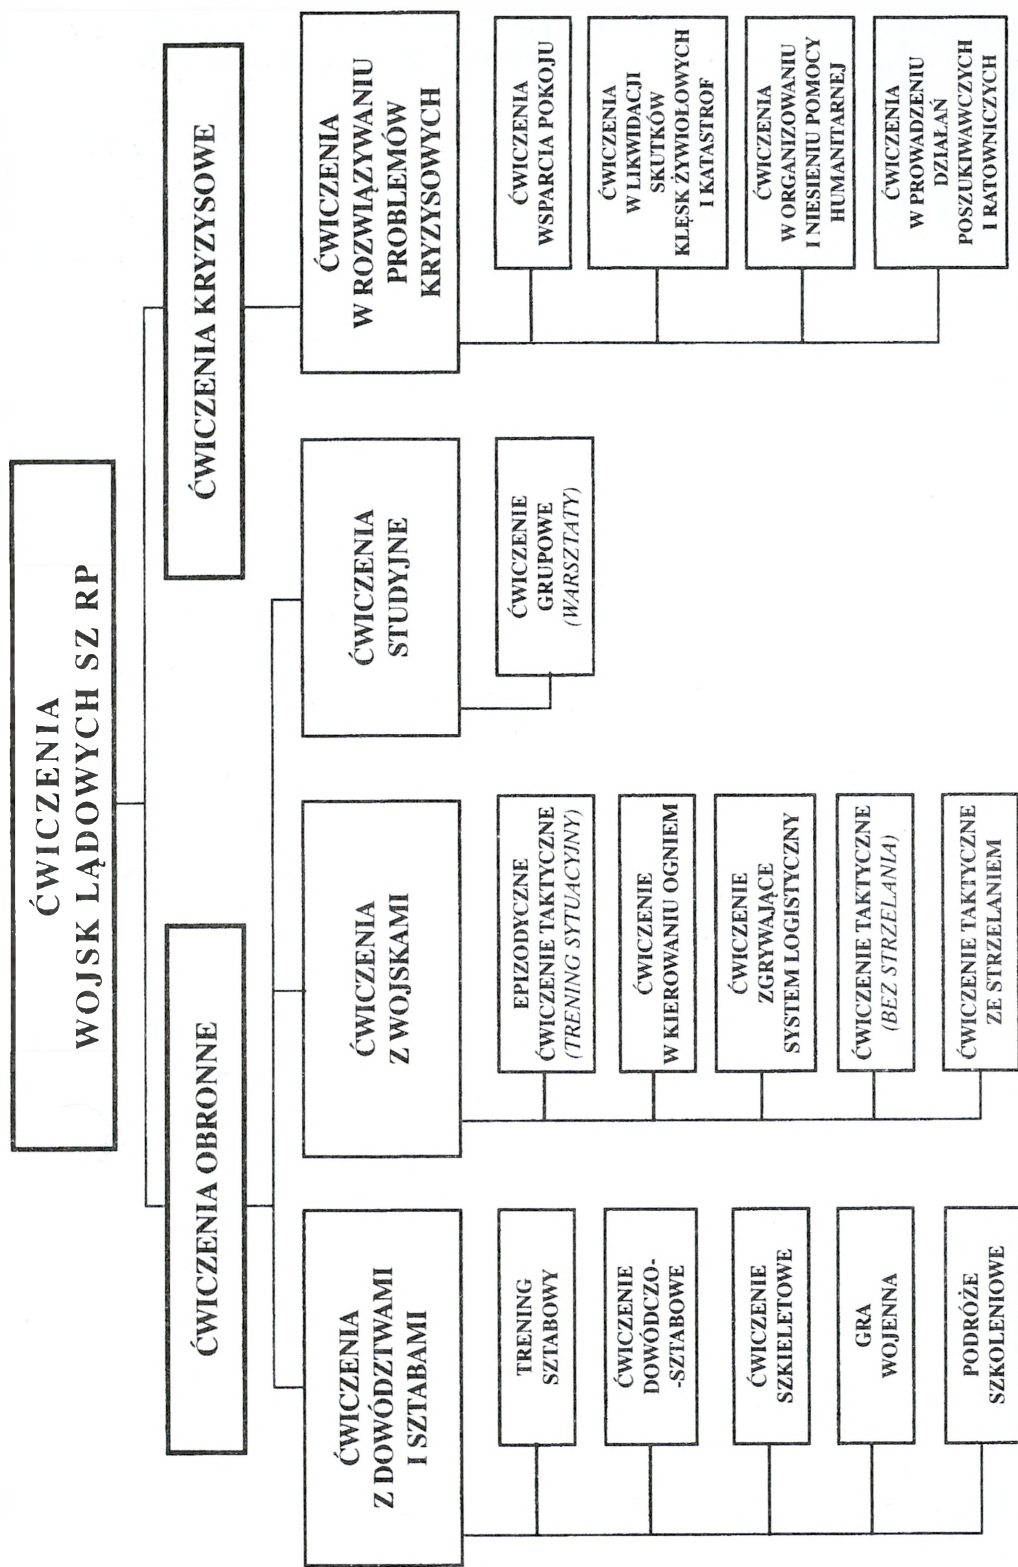 ĆWICZENIA
WOJSK LĄDOWYCH SZ RP
ĆWICZENIA OBRONNE
ĆWICZENIA KRYZYSOWE
ĆWICZENIA
Z DOWÓDZTWAMI
I SZTABAMI
ĆWICZENIA
Z WOJSKAMI
ĆWICZENIA
STUDYJNE
ĆWICZENIA
W ROZWIĄZYWANIU
PROBLEMÓW
KRYZYSOWYCH
TRENING
SZTABOWY
ĆWICZENIE
DOWÓDCZO-
-SZTABOWE
ĆWICZENIE
SZKIELETOWE
GRA
WOJENNA
PODRÓŻE
SZKOLENIOWE
EPIZODYCZNE
ĆWICZENIE TAKTYCZNE
(TRENING SYTUACYJNY)
ĆWICZENIE
W KIEROWANIU OGNIEM
ĆWICZENIE
ZGRYWAJĄCE
SYSTEM LOGISTYCZNY
ĆWICZENIE TAKTYCZNE
(BEZ STRZELANIA)
ĆWICZENIE TAKTYCZNE
ZE STRZELANIEM
ĆWICZENIE
GRUPOWE
(WARSZTATY)
ĆWICZENIA
WSPARCIA POKOJU
ĆWICZENIA
W LIKWIDACJI
SKUTKÓW
KLĘSK ŻYWIOŁOWYCH
I KATASTROF
ĆWICZENIA
W ORGANIZOWANIU
I NIESIENIU POMOCY
HUMANITARNEJ
ĆWICZENIA
W PROWADZENIU
DZIAŁAŃ
POSZUKIWAWCZYCH
I RATOWNICZYCH